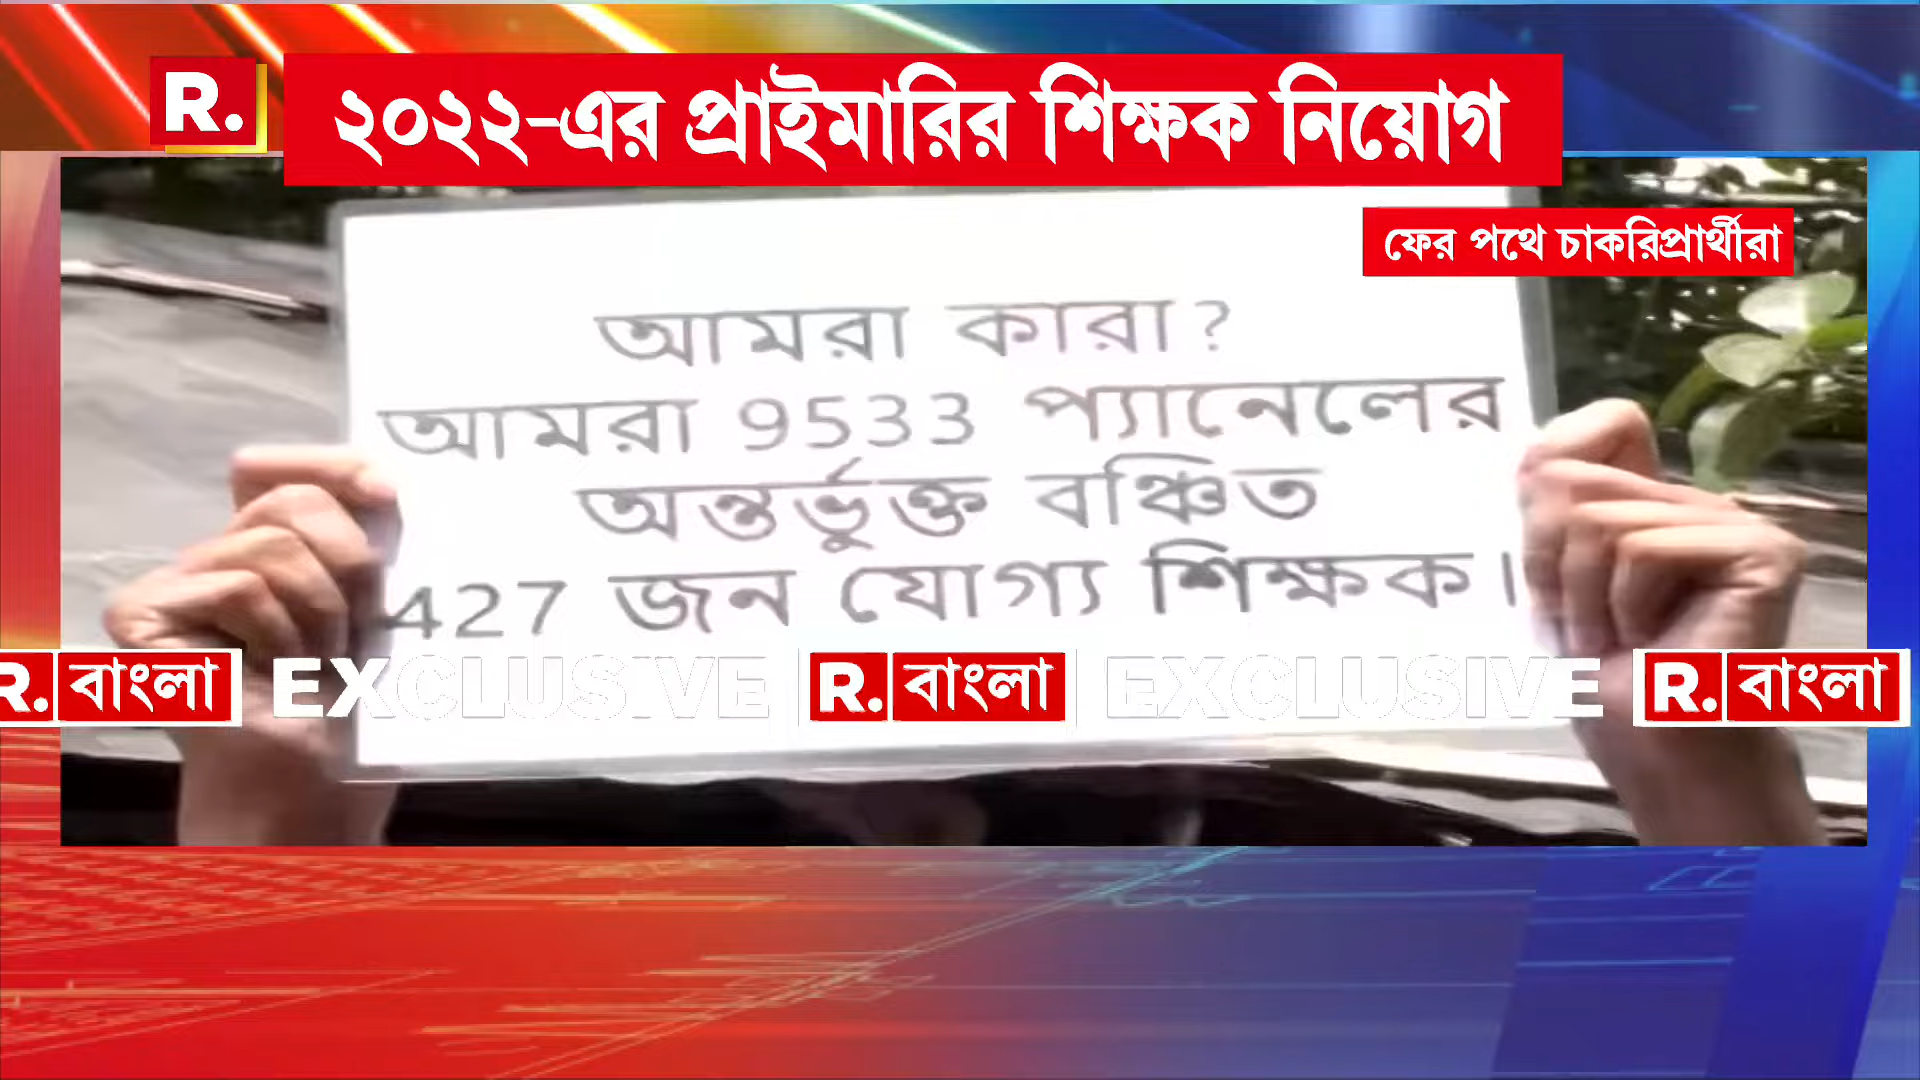 R.
২০২২-এর প্রাইমারির শিক্ষক নিয়োগ
ফের পথে চাকরিপ্রার্থীরা
আমরা কারা?
আমরা 9533 প্যানেলের
অন্তর্ভুক্ত বঞ্চিত
427 জন যোগ্য শিক্ষক।
R. বাংলা EXCLUSIVE R. বাংলা EXCLUSIVE R. বাংলা